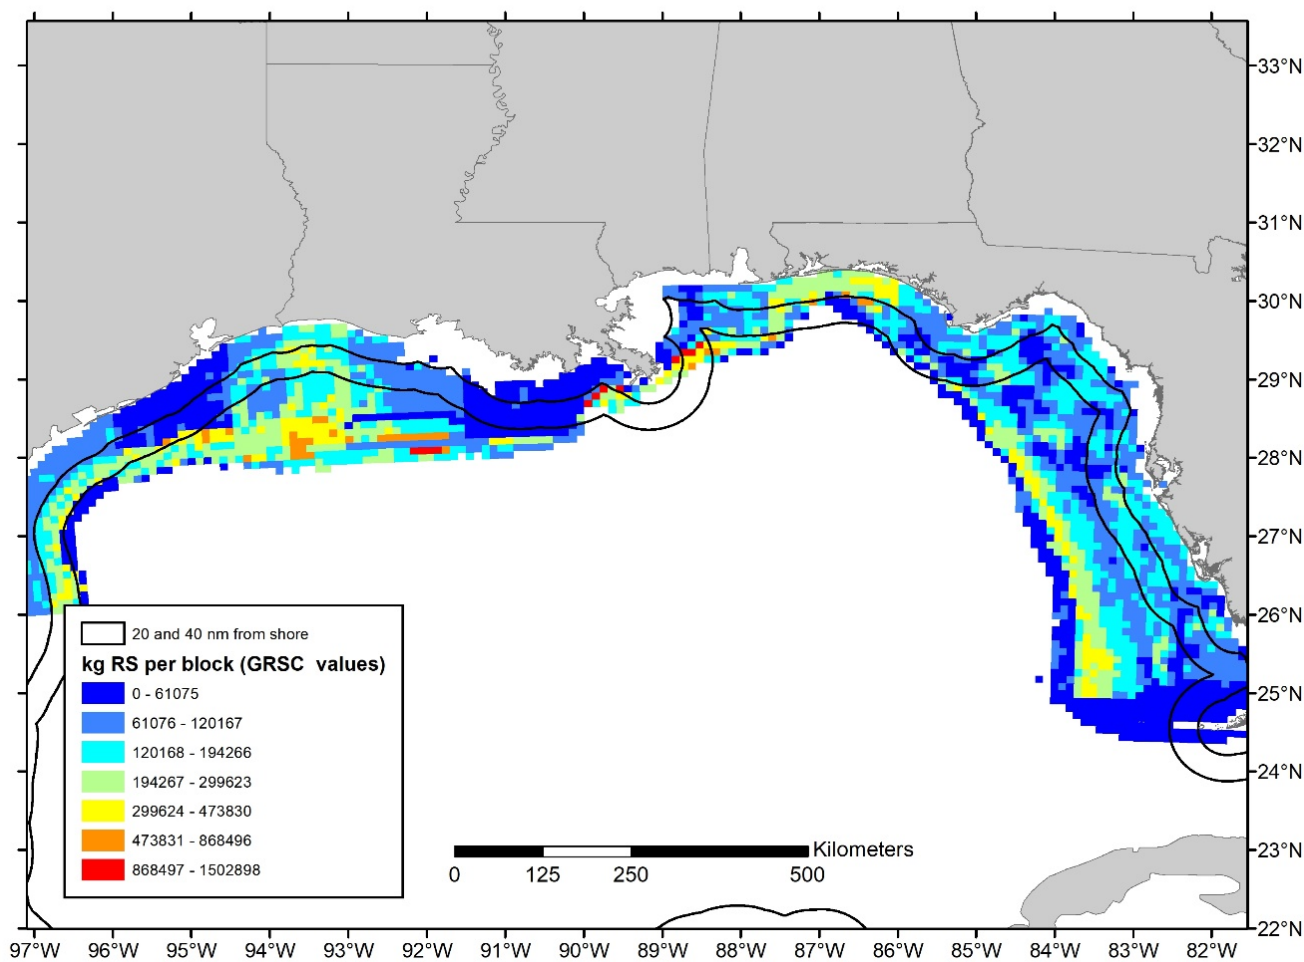 33°N
32°N
31°N
30°N
29°N
28°N
27°N
26°N
25°N
24°N
23°N
22°N
20 and 40 nm from shore
kg RS per block (GRSC values)
0 - 61075
61076 - 120167
120168 - 194266
194267 - 299623
299624 - 473830
473831 - 868496
868497 - 1502898
Kilometers
0 125 250 500
97°W 96°W 95°W 94°W 93°W 92°W 91°W 90°W 89°W 88°W 87°W 86°W 85°W 84°W 83°W 82°W